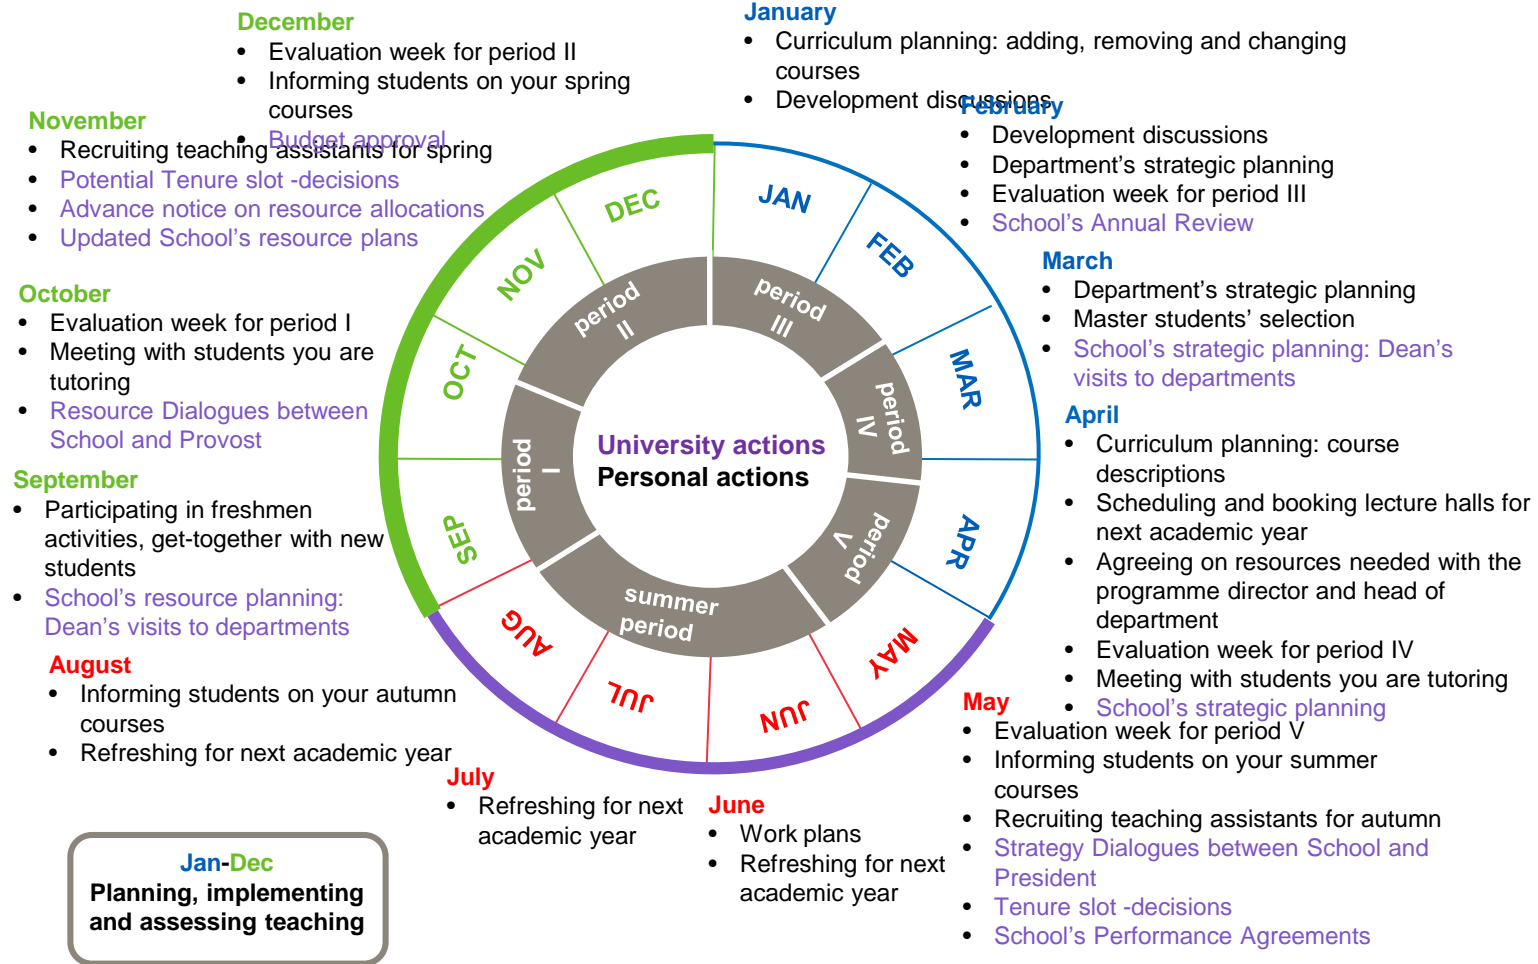 December
• Evaluation week for period II
• Informing students on your spring
courses
• Budget approval
January
• Curriculum planning: adding, removing and changing
courses
• Development discussions
February
• Development discussions
• Department's strategic planning
• Evaluation week for period III
• School's Annual Review
March
• Department's strategic planning
• Master students' selection
• School's strategic planning: Dean's
visits to departments
April
• Curriculum planning: course
descriptions
• Scheduling and booking lecture halls for
next academic year
• Agreeing on resources needed with the
programme director and head of
department
• Evaluation week for period IV
• Meeting with students you are tutoring
• School's strategic planning
May
• Evaluation week for period V
• Informing students on your summer
courses
• Recruiting teaching assistants for autumn
• Strategy Dialogues between School and
President
• Tenure slot -decisions
• School's Performance Agreements
June
• Work plans
• Refreshing for next
academic year
July
• Refreshing for next
academic year
August
• Informing students on your autumn
courses
• Refreshing for next academic year
September
• Participating in freshmen
activities, get-together with new
students
• School's resource planning:
Dean's visits to departments
October
• Evaluation week for period I
• Meeting with students you are
tutoring
• Resource Dialogues between
School and Provost
November
• Recruiting teaching assistants for spring
• Potential Tenure slot -decisions
• Advance notice on resource allocations
• Updated School's resource plans
JAN
FEB
MAR
APR
MAY
JUN
JUL
AUG
SEP
OCT
NOV
DEC
period
III
period
IV
period
V
summer
period
period
I
period
II
University actions
Personal actions
Jan-Dec
Planning, implementing
and assessing teaching